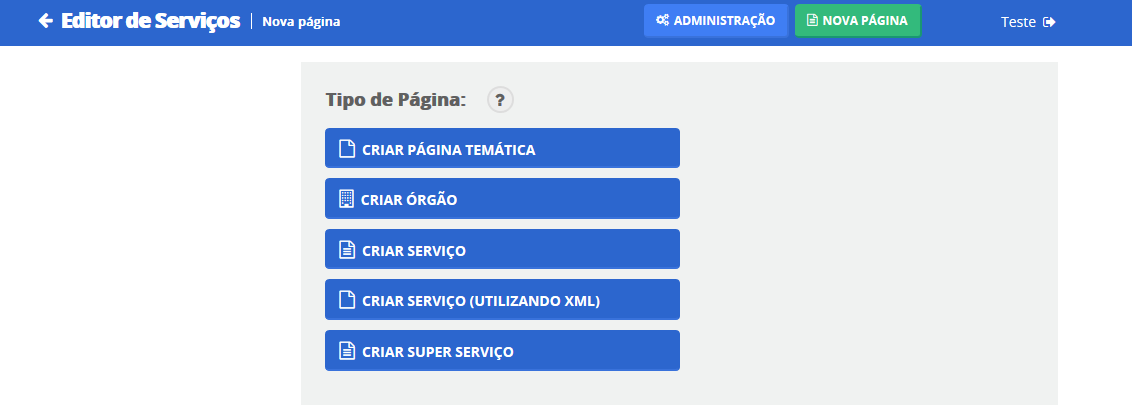 Editor de Serviços Nova página ADMINISTRAÇÃO NOVA PÁGINA Teste
Tipo de Página: ?
CRIAR PÁGINA TEMÁTICA
CRIAR ÓRGÃO
CRIAR SERVIÇO
CRIAR SERVIÇO (UTILIZANDO XML)
CRIAR SUPER SERVIÇO